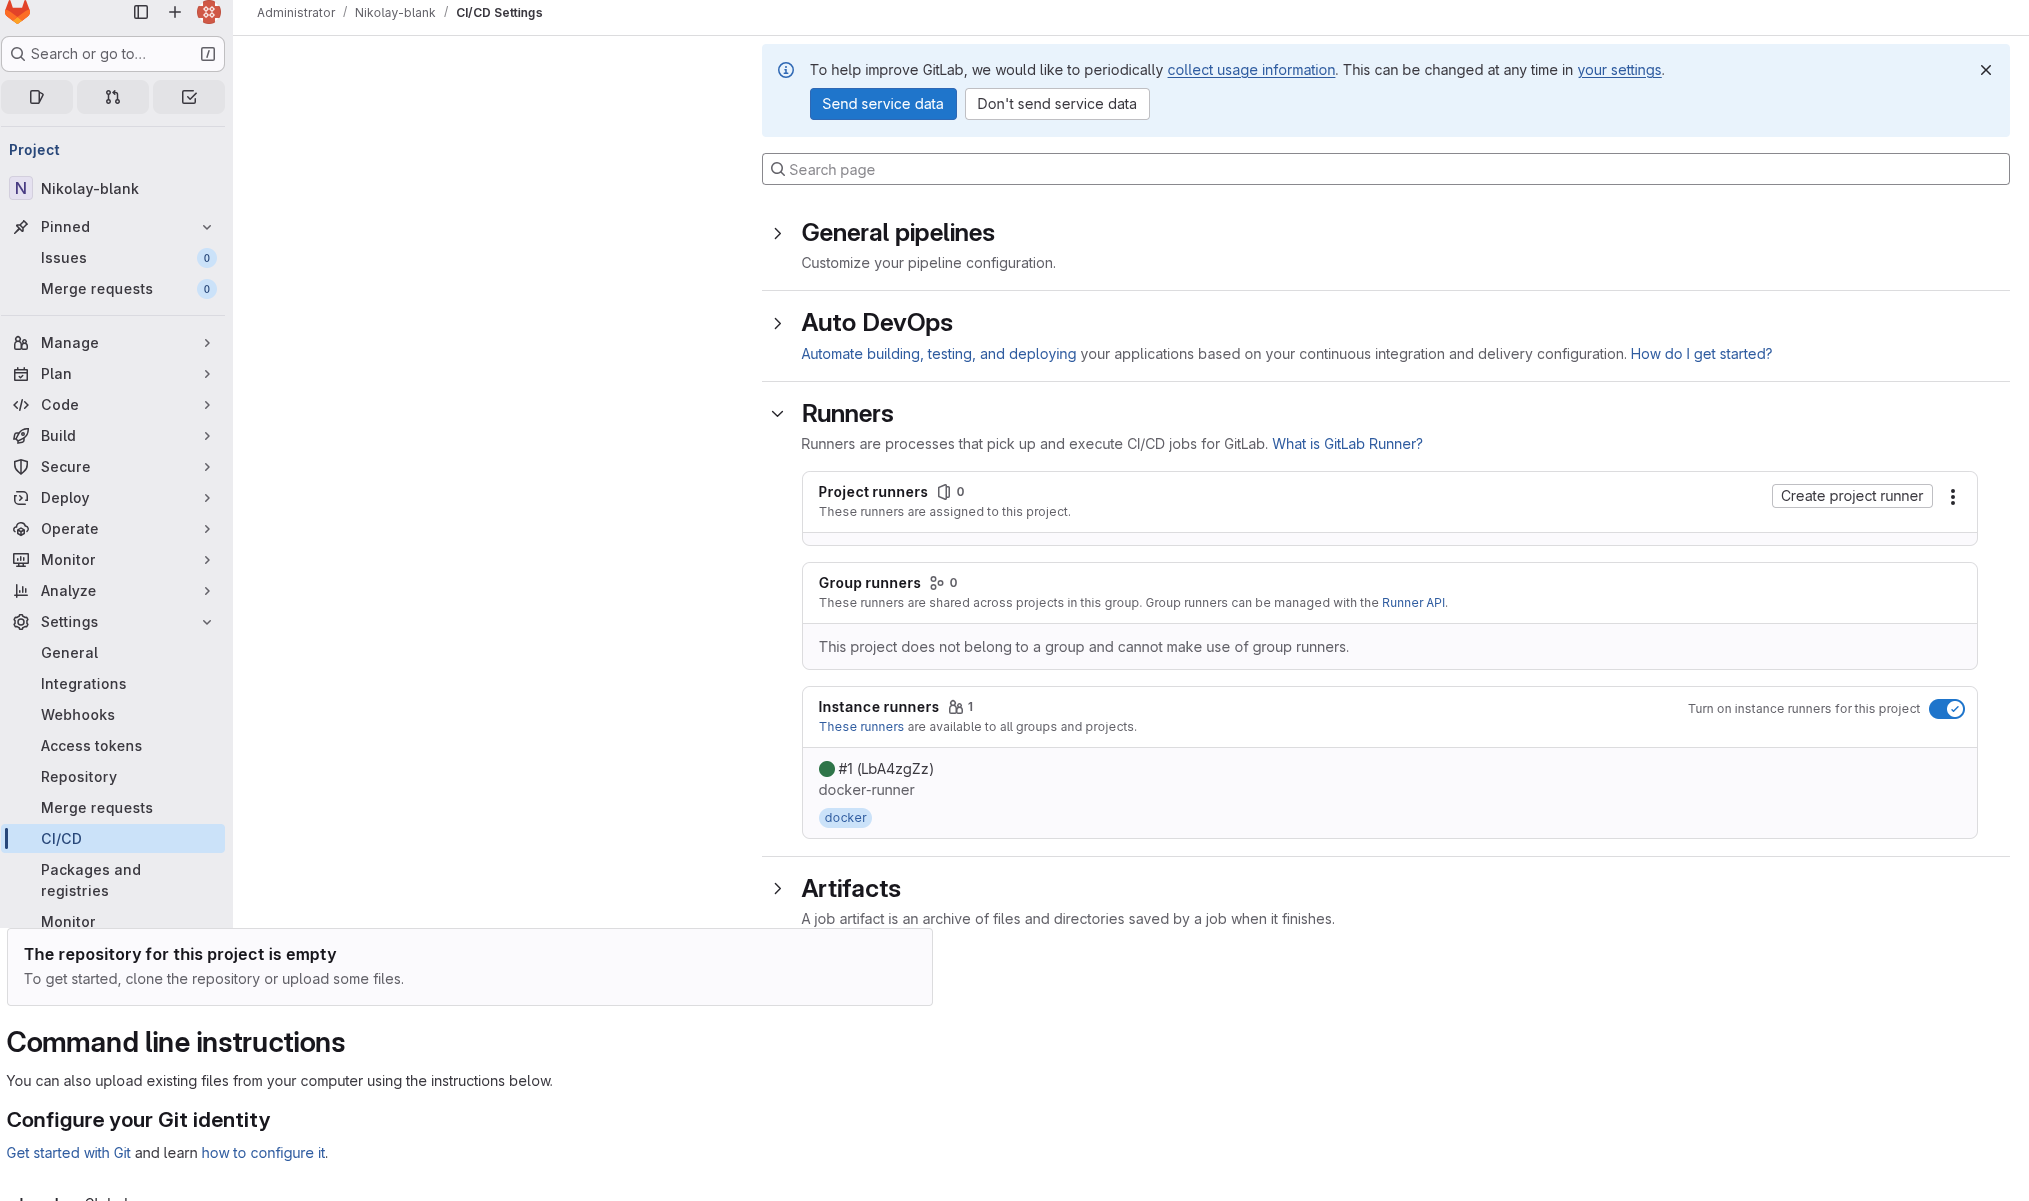 Administrator / Nikolay-blank / CI/CD Settings
Search or go to… /
Project
N Nikolay-blank
Pinned
Issues 0
Merge requests 0
Manage
Plan
Code
Build
Secure
Deploy
Operate
Monitor
Analyze
Settings
General
Integrations
Webhooks
Access tokens
Repository
Merge requests
CI/CD
Packages and
registries
Monitor
To help improve GitLab, we would like to periodically collect usage information. This can be changed at any time in your settings.
Send service data Don't send service data
Search page
General pipelines
Customize your pipeline configuration.
Auto DevOps
Automate building, testing, and deploying your applications based on your continuous integration and delivery configuration. How do I get started?
Runners
Runners are processes that pick up and execute CI/CD jobs for GitLab. What is GitLab Runner?
Project runners 0
These runners are assigned to this project.
Create project runner
Group runners 0
These runners are shared across projects in this group. Group runners can be managed with the Runner API.
This project does not belong to a group and cannot make use of group runners.
Instance runners 1
These runners are available to all groups and projects.
Turn on instance runners for this project
#1 (LbA4zgZz)
docker-runner
docker
Artifacts
A job artifact is an archive of files and directories saved by a job when it finishes.
The repository for this project is empty
To get started, clone the repository or upload some files.
Command line instructions
You can also upload existing files from your computer using the instructions below.
Configure your Git identity
Get started with Git and learn how to configure it.